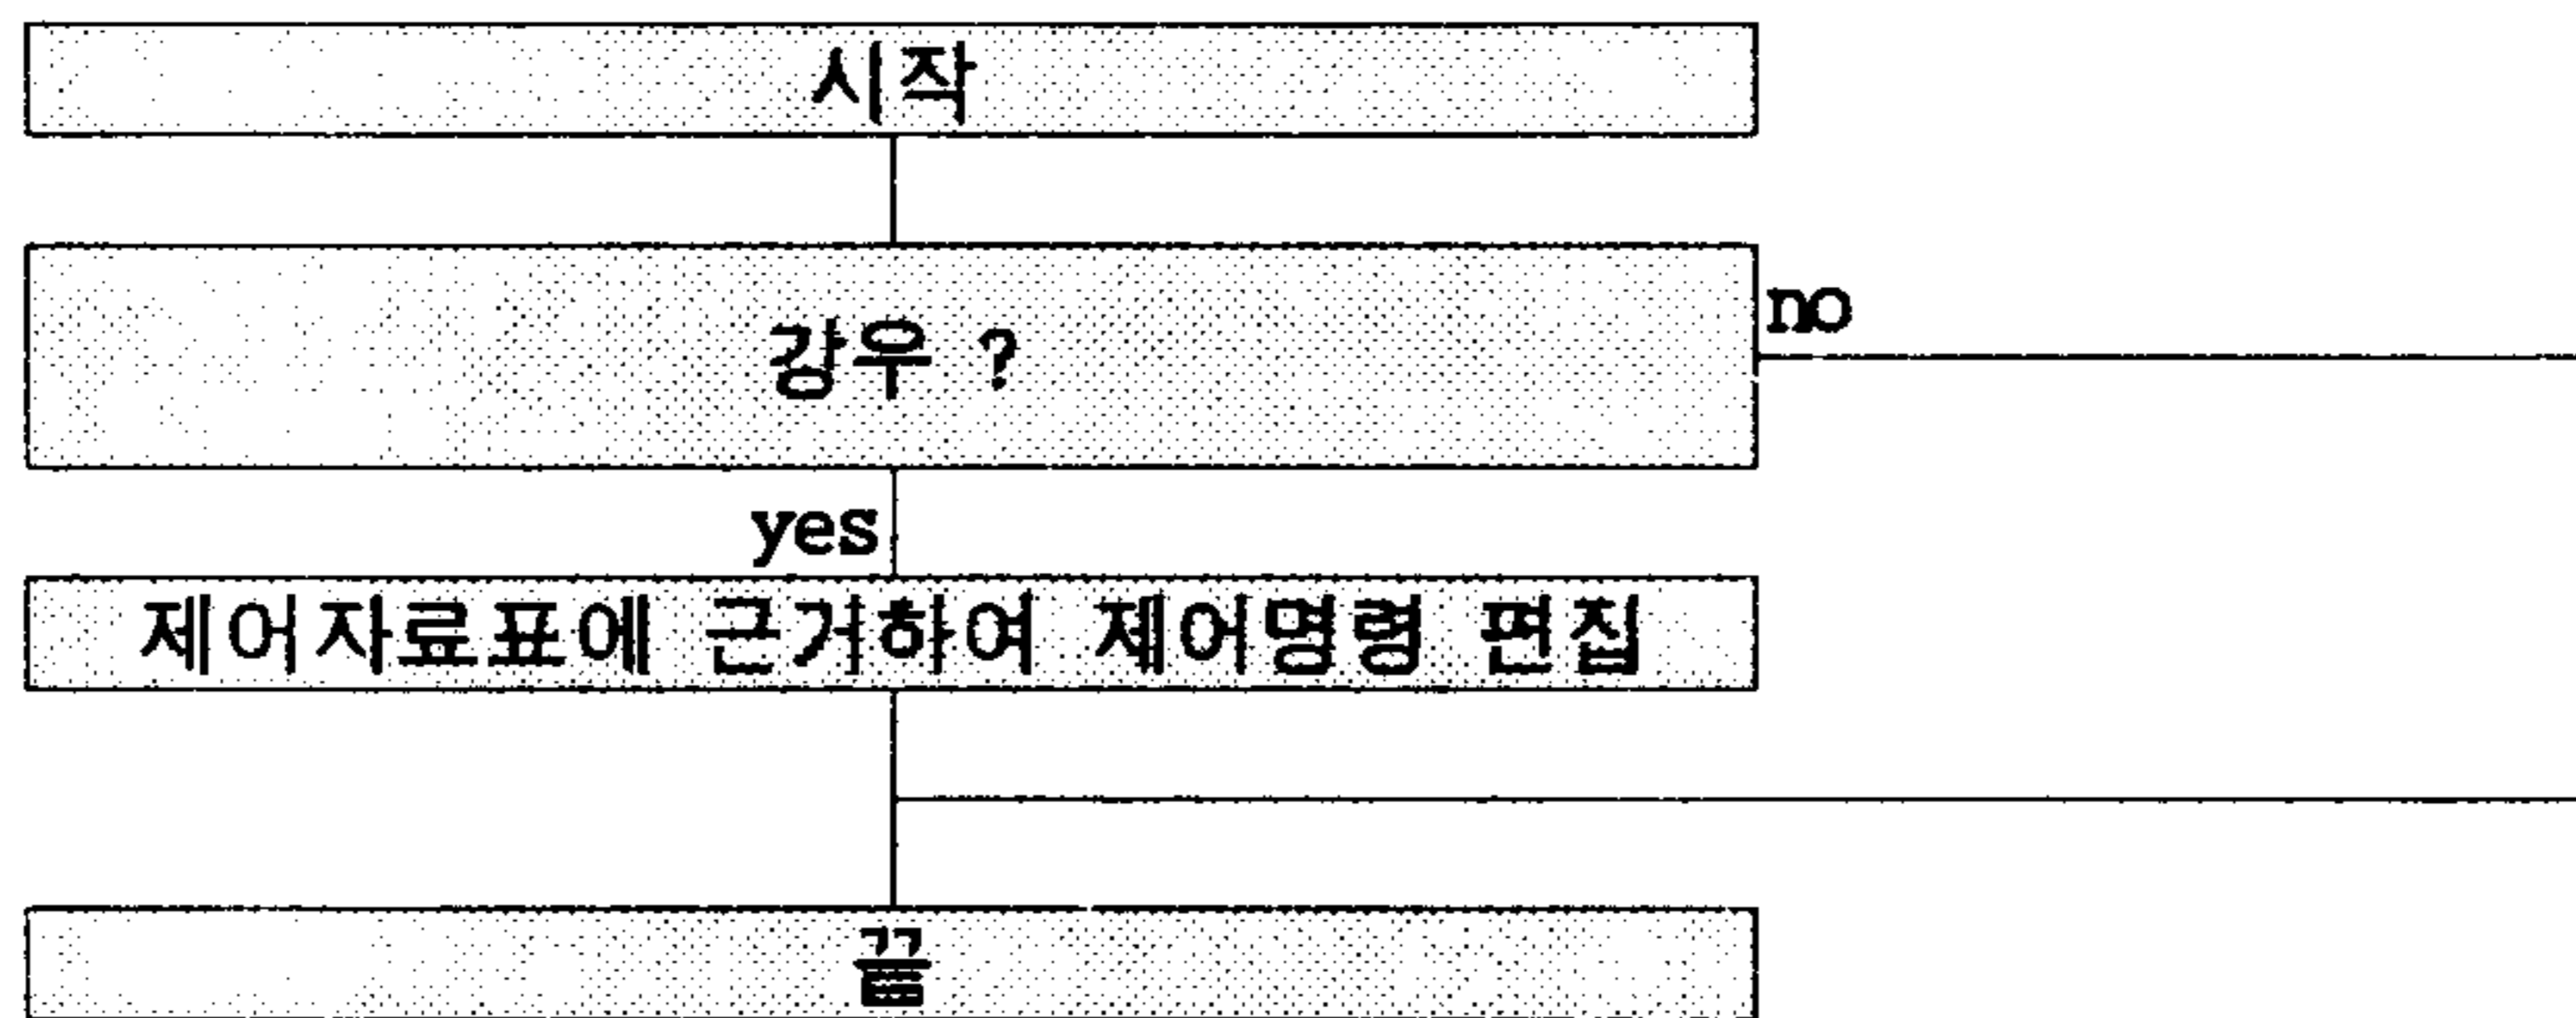 시작
강우 ?
no
yes
제어자료표에 근거하여 제어명령 편집
끝